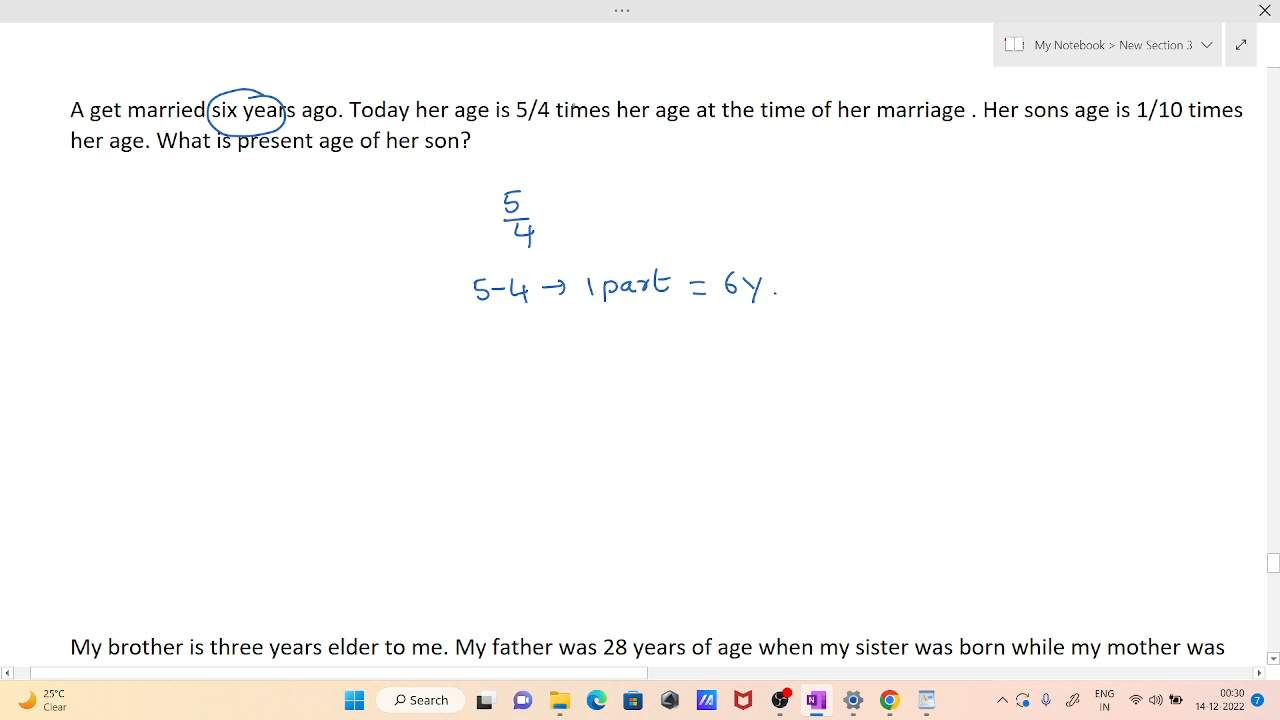 ...
My Notebook > New Section 3
A get married six years ago. Today her age is 5/4 times her age at the time of her marriage . Her sons age is 1/10 times
her age. What is present age of her son?
5
4
5-4 → 1 part = 6y.
My brother is three years elder to me. My father was 28 years of age when my sister was born while my mother was
25°C
Clear
Search
ENG
IN
00:30
14-12-2022
7